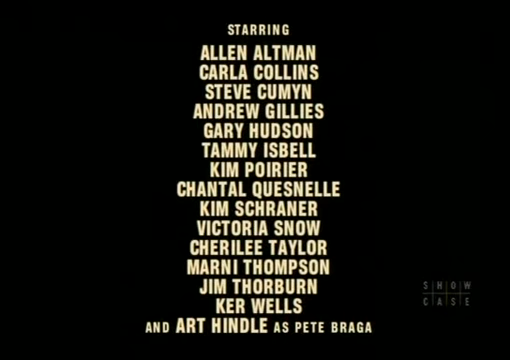 STARRING
ALLEN ALTMAN
CARLA COLLINS
STEVE CUMYN
ANDREW GILLIES
GARY HUDSON
TAMMY ISBELL
KIM POIRIER
CHANTAL QUESNELLE
KIM SCHRANER
VICTORIA SNOW
CHERILEE TAYLOR
MARNI THOMPSON
JIM THORBURN
KER WELLS
AND ART HINDLE AS PETE BRAGA
SHOW
CASE